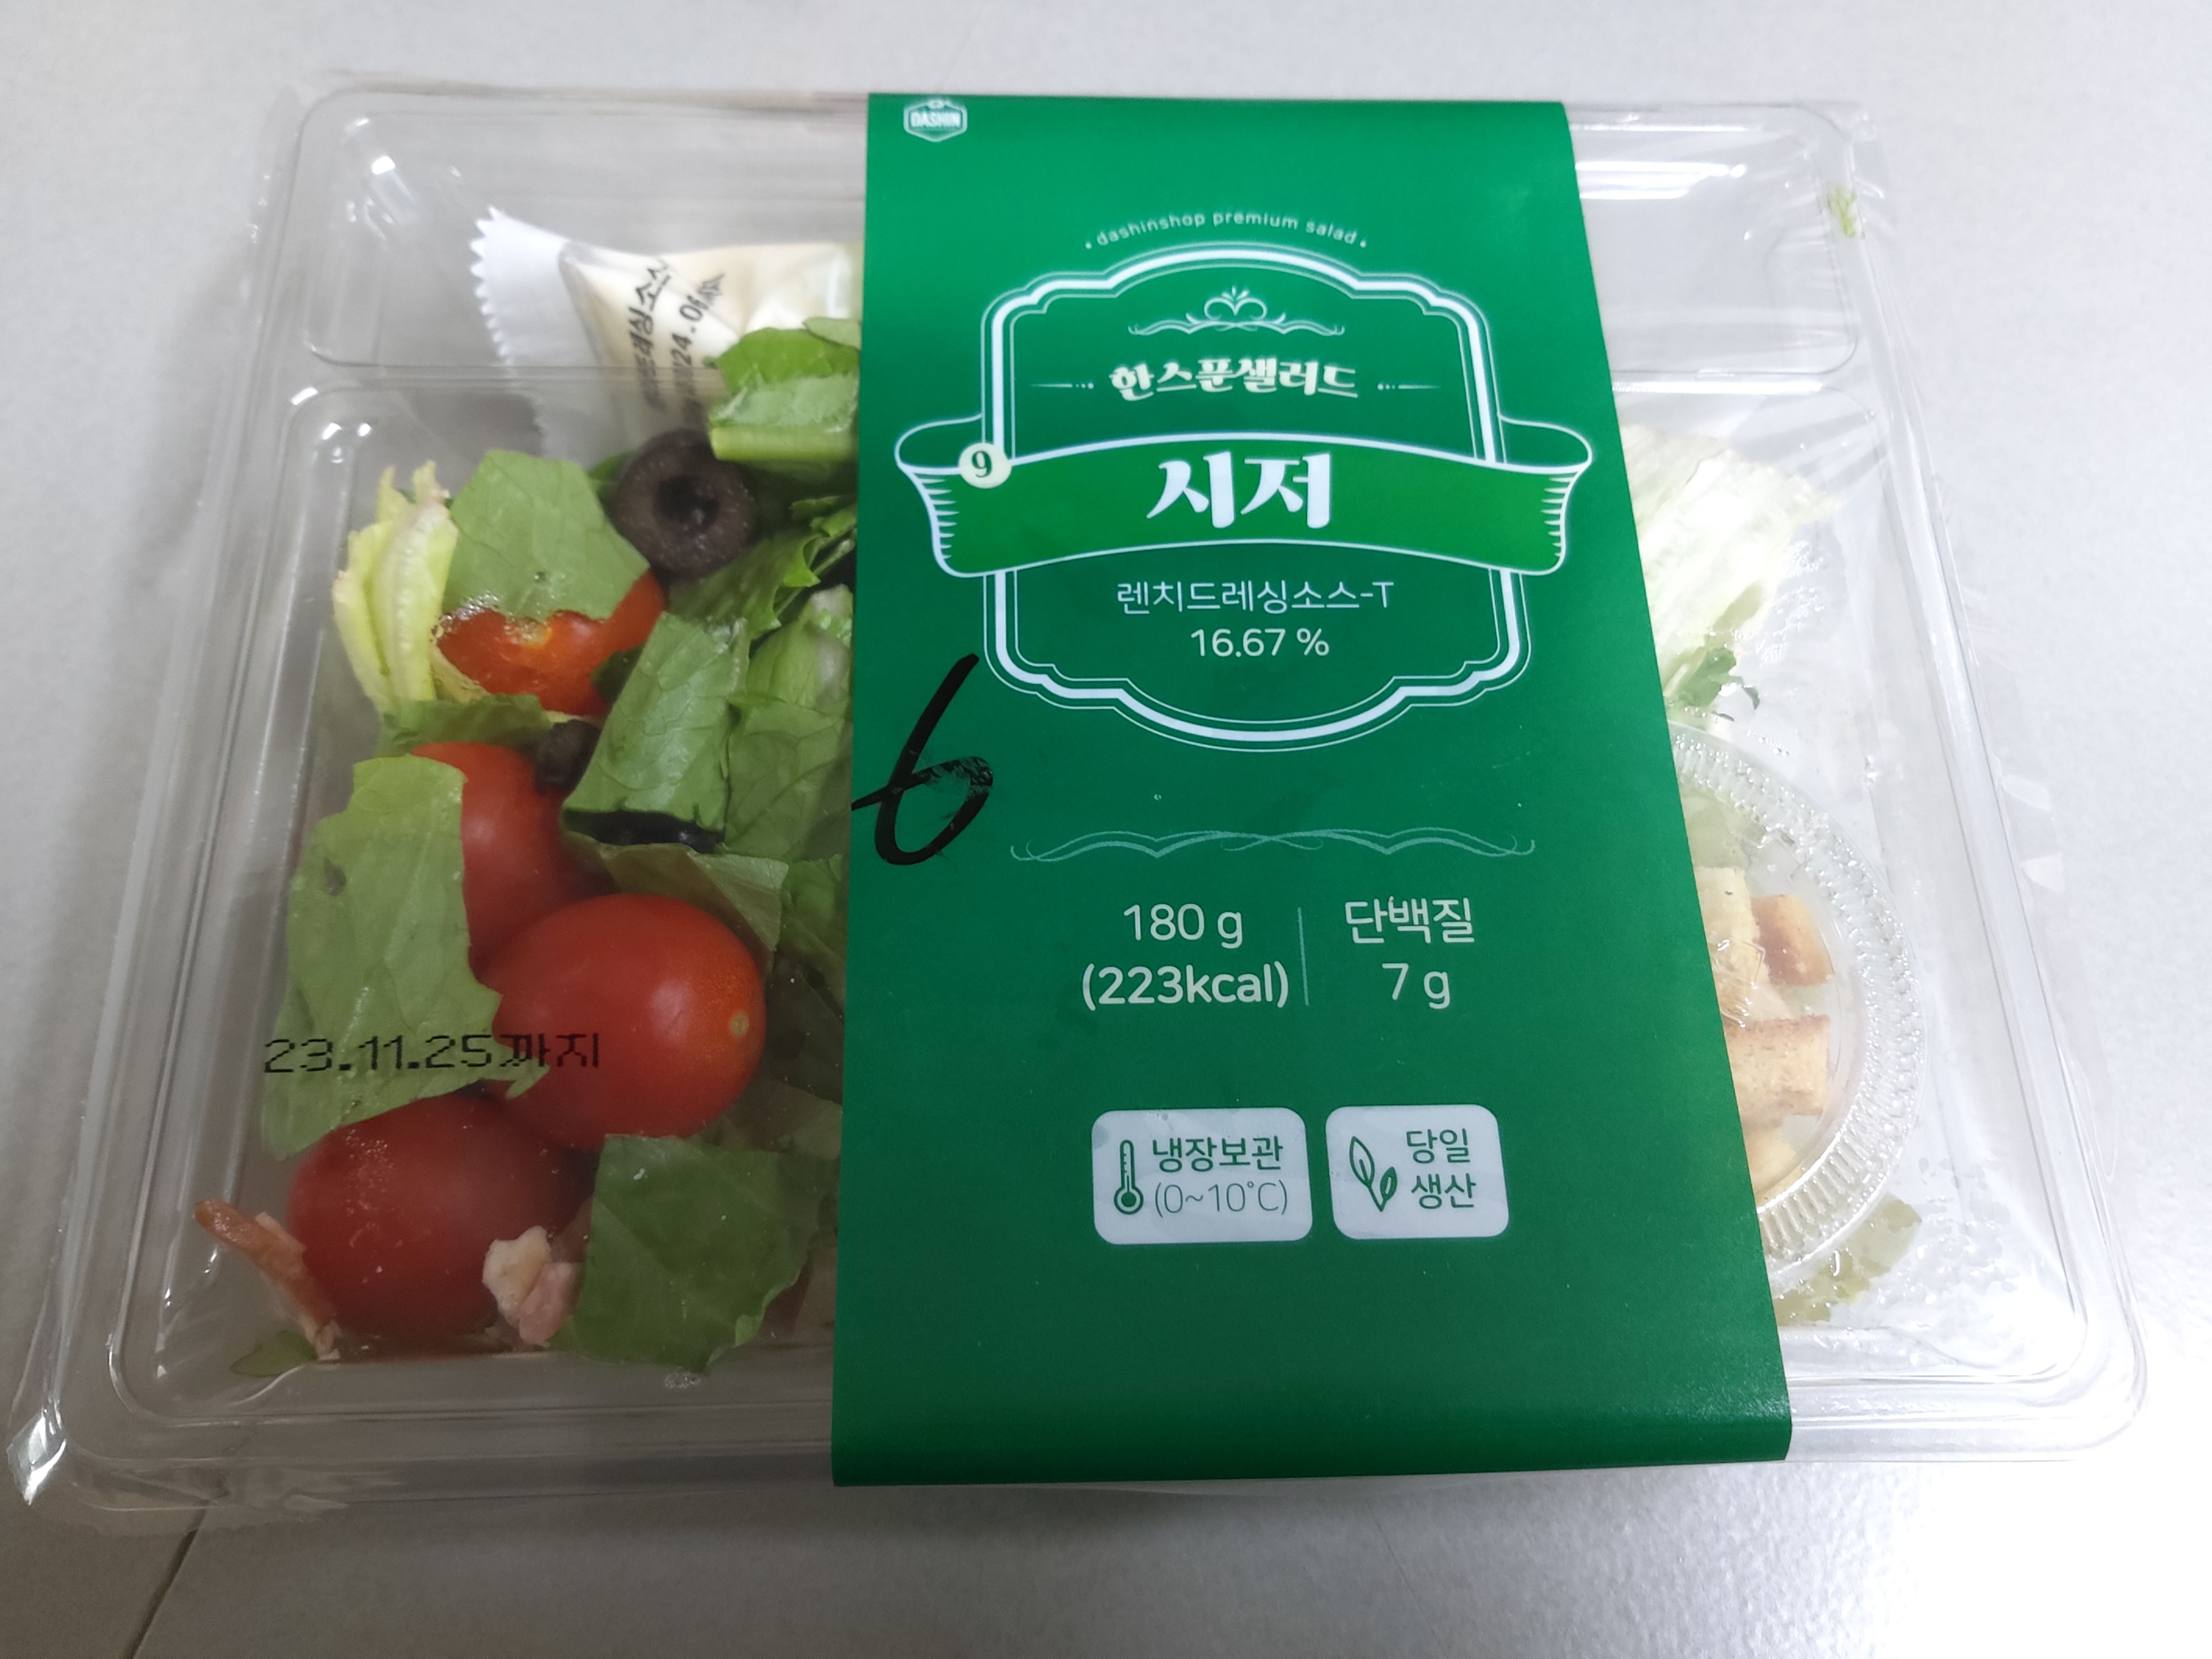 DASHIN
· dashinshop premium salad ·
한스푼샐러드
9
시저
렌치드레싱소스-T
16.67 %
6
180 g
(223kcal)
단백질
7 g
냉장보관
(0~10°C)
당일
생산
23.11.25까지